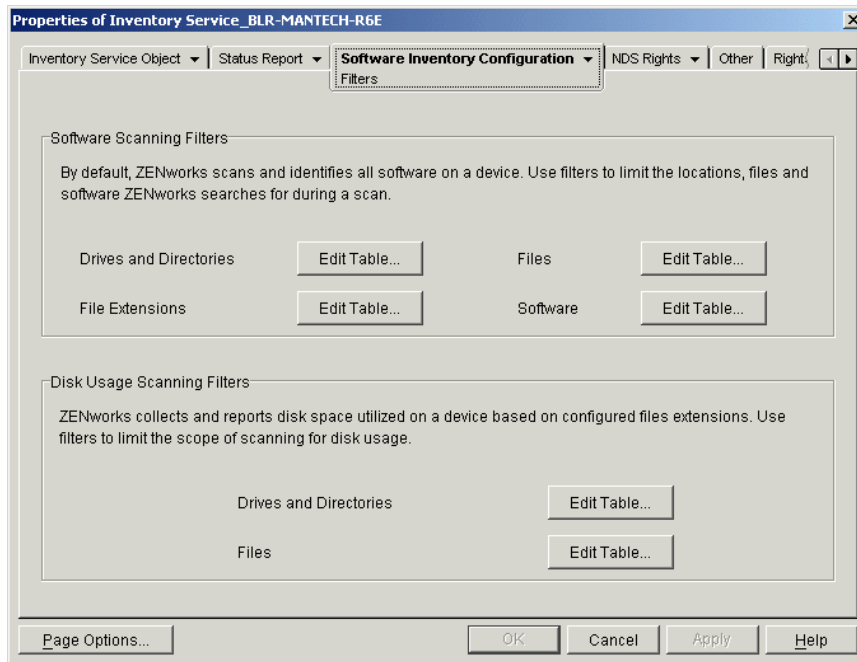 Properties of Inventory Service_BLR-MANTECH-R6E
Inventory Service Object Status Report Software Inventory Configuration NDS Rights Other Right
Filters
Software Scanning Filters
By default, ZENworks scans and identifies all software on a device. Use filters to limit the locations, files and
software ZENworks searches for during a scan.
Drives and Directories Edit Table... Files Edit Table...
File Extensions Edit Table... Software Edit Table...
Disk Usage Scanning Filters
ZENworks collects and reports disk space utilized on a device based on configured files extensions. Use
filters to limit the scope of scanning for disk usage.
Drives and Directories Edit Table...
Files Edit Table...
Page Options... OK Cancel Apply Help